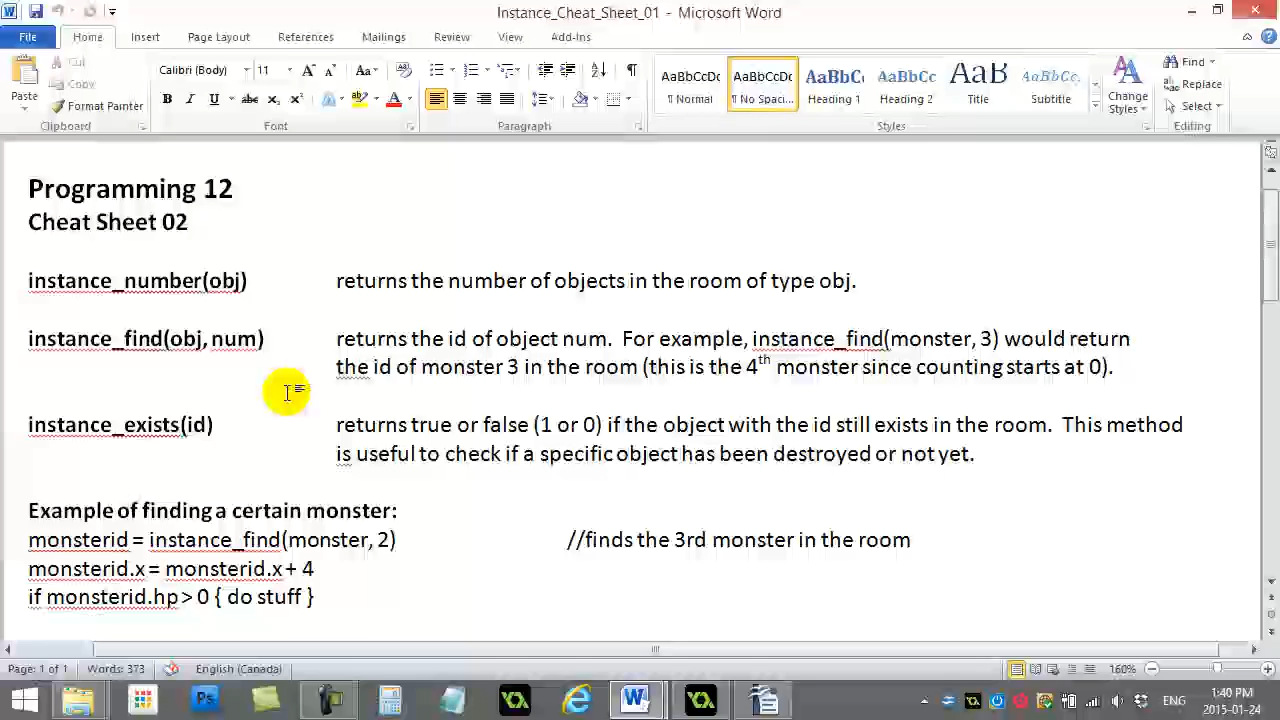 Instance_Cheat_Sheet_01 - Microsoft Word
File Home Insert Page Layout References Mailings Review View Add-Ins
Paste
Cut
Copy
Format Painter
Clipboard
Calibri (Body) 11
Font
Paragraph
AaBbCcDc AaBbCcDc AaBbC AaBbCc AaB AaBbCc.
¶ Normal ¶ No Spaci... Heading 1 Heading 2 Title Subtitle
Change
Styles
Styles
Find
Replace
Select
Editing
Programming 12
Cheat Sheet 02
instance_number(obj) returns the number of objects in the room of type obj.
instance_find(obj, num) returns the id of object num. For example, instance_find(monster, 3) would return
the id of monster 3 in the room (this is the 4th monster since counting starts at 0).
instance_exists(id) returns true or false (1 or 0) if the object with the id still exists in the room. This method
is useful to check if a specific object has been destroyed or not yet.
Example of finding a certain monster:
monsterid = instance_find(monster, 2) //finds the 3rd monster in the room
monsterid.x = monsterid.x + 4
if monsterid.hp > 0 { do stuff }
Page: 1 of 1 Words: 373 English (Canada) 160%
ENG
1:40 PM
2015-01-24